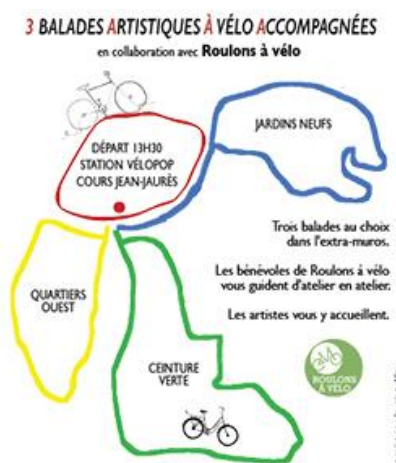 3 BALADES ARTISTIQUES À VÉLO ACCOMPAGNÉES
en collaboration avec Roulons à vélo
DÉPART 13H30
STATION VÉLOPOP
COURS JEAN-JAURÈS
JARDINS NEUFS
Trois balades au choix
dans l'extra-muros.
Les bénévoles de Roulons à vélo
vous guident d'atelier en atelier.
Les artistes vous y accueillent.
QUARTIERS
OUEST
CEINTURE
VERTE
ROULONS
À VÉLO